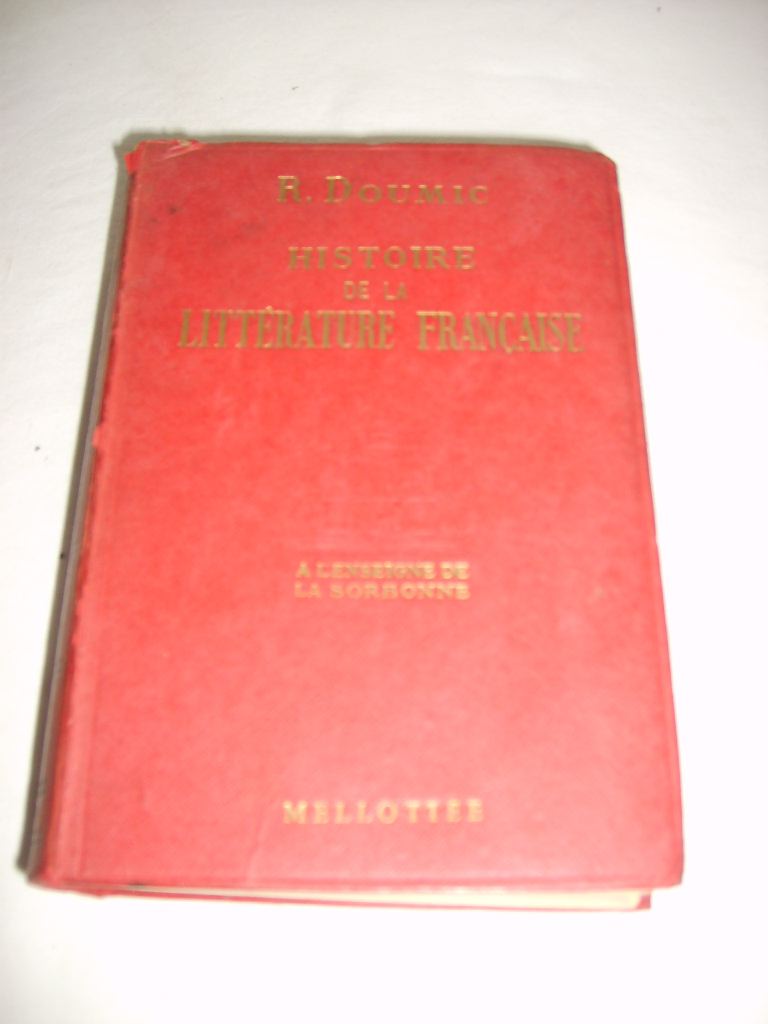 R. DOUMIC
HISTOIRE
DE LA
LITTÉRATURE FRANÇAISE
A L'ENSEIGNE DE
LA SORBONNE
MELLOTTÉE